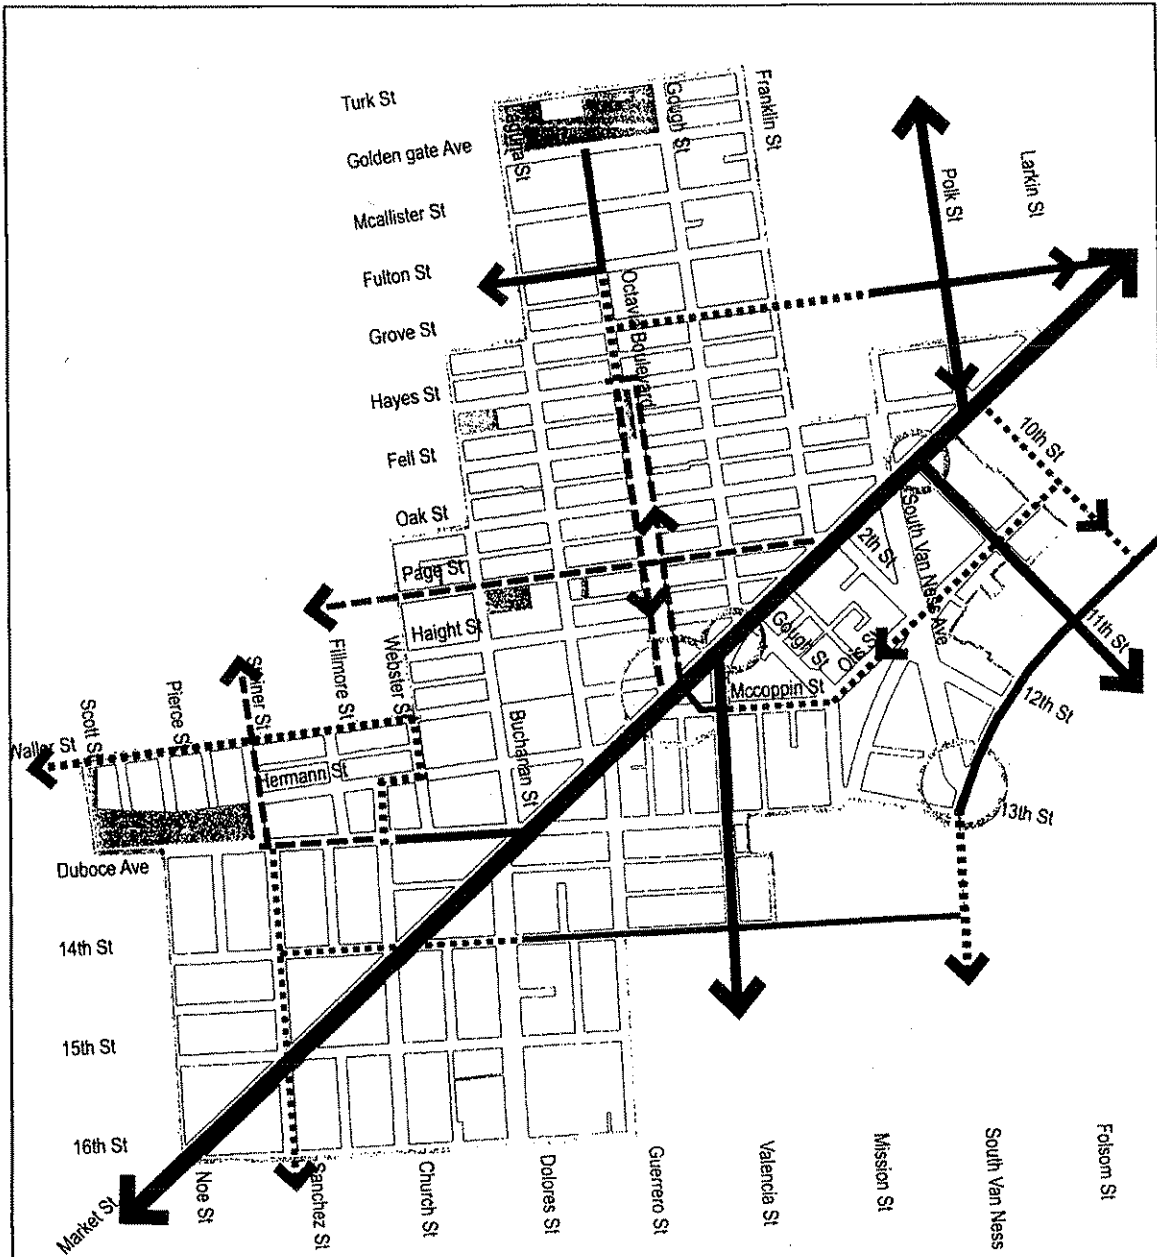 Turk St
Golden gate Ave
Mcallister St
Fulton St
Grove St
Hayes St
Fell St
Oak St
Page St
Haight St
Laguna St
Gough St
Franklin St
Polk St
Larkin St
Octavia Boulevard
10th St
11th St
12th St
13th St
2th St
South Van Ness Ave
Gough St
Otis St
Mccoppin St
Webster St
Fillmore St
Pierce St
Scott St
Waller St
Hermann St
Buchanan St
Duboce Ave
14th St
15th St
16th St
Market St
Noe St
Sanchez St
Church St
Dolores St
Guerrero St
Valencia St
Mission St
South Van Ness
Folsom St